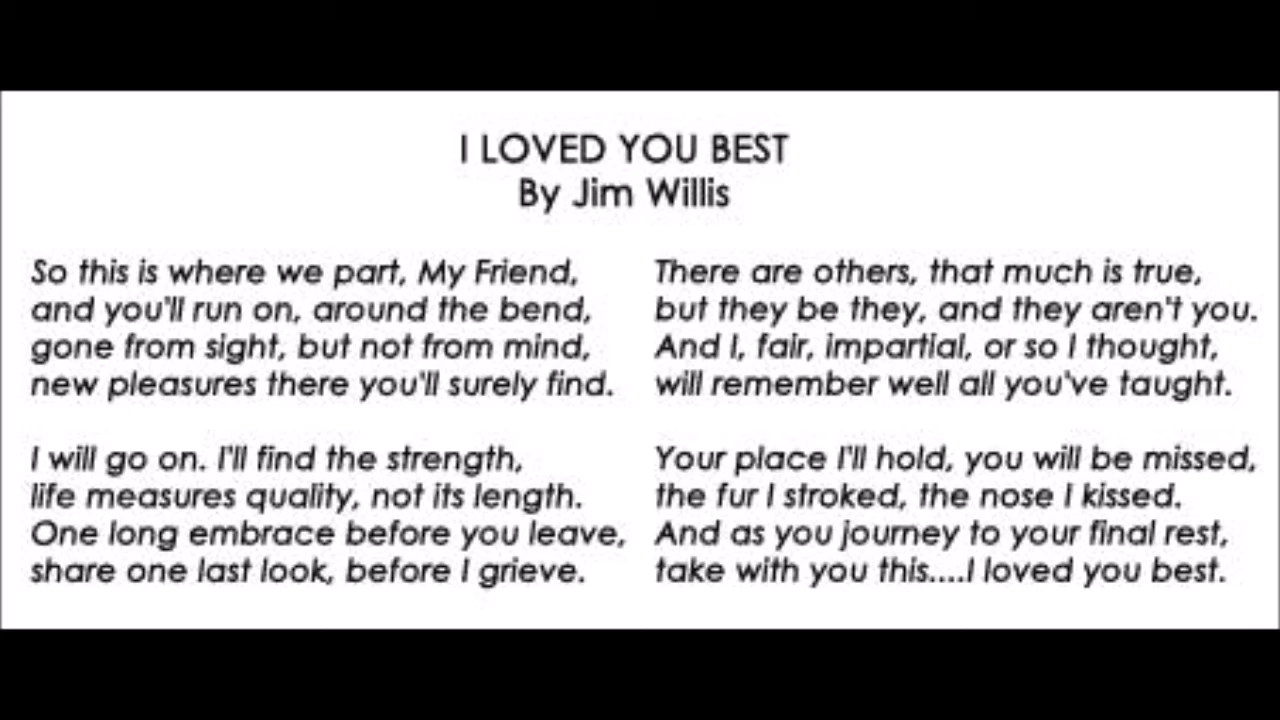 I LOVED YOU BEST
By Jim Willis
So this is where we part, My Friend,
and you'll run on, around the bend,
gone from sight, but not from mind,
new pleasures there you'll surely find.
I will go on. I'll find the strength,
life measures quality, not its length.
One long embrace before you leave,
share one last look, before I grieve.
There are others, that much is true,
but they be they, and they aren't you.
And I, fair, impartial, or so I thought,
will remember well all you've taught.
Your place I'll hold, you will be missed,
the fur I stroked, the nose I kissed.
And as you journey to your final rest,
take with you this....I loved you best.